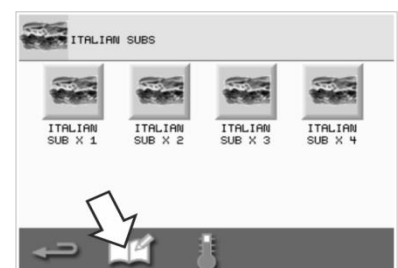 ITALIAN SUBS
ITALIAN SUB X 1
ITALIAN SUB X 2
ITALIAN SUB X 3
ITALIAN SUB X 4